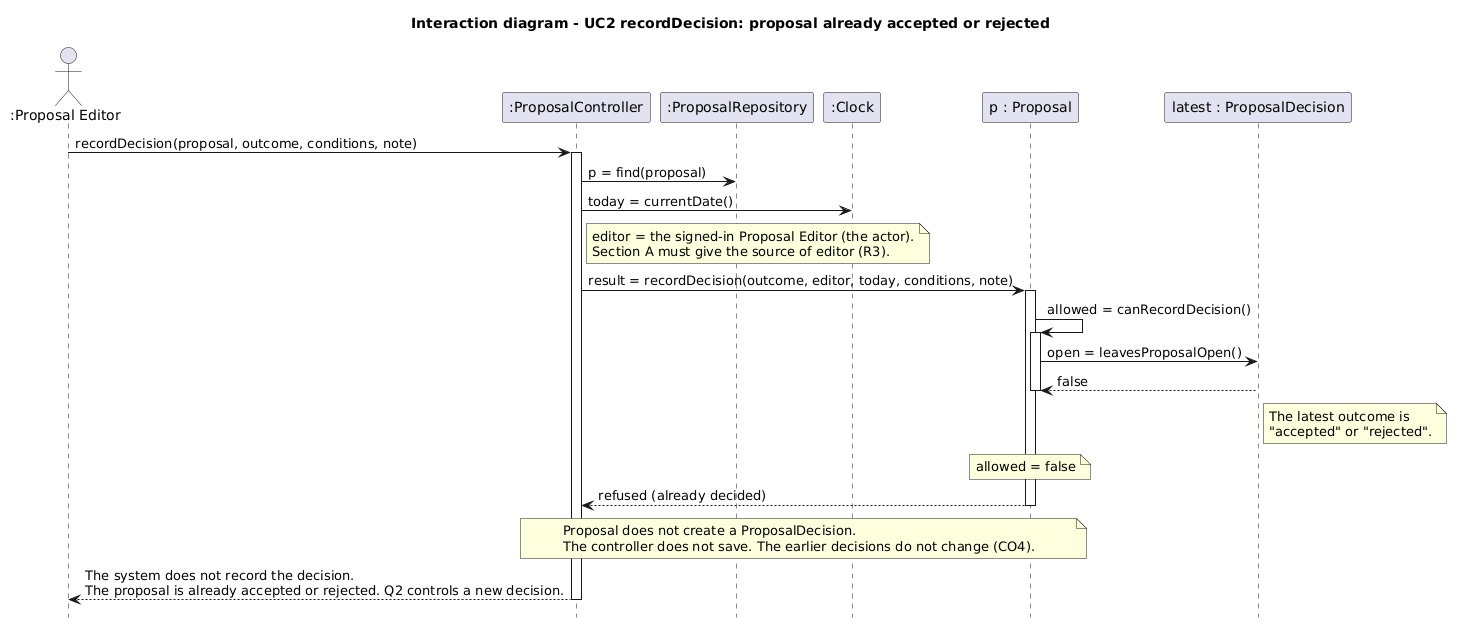 Interaction diagram - UC2 recordDecision: proposal already accepted or rejected
:Proposal Editor
:ProposalController
:ProposalRepository
:Clock
p : Proposal
latest : ProposalDecision
recordDecision(proposal, outcome, conditions, note)
p = find(proposal)
today = currentDate()
editor = the signed-in Proposal Editor (the actor).
Section A must give the source of editor (R3).
result = recordDecision(outcome, editor, today, conditions, note)
allowed = canRecordDecision()
open = leavesProposalOpen()
false
The latest outcome is
"accepted" or "rejected".
allowed = false
refused (already decided)
Proposal does not create a ProposalDecision.
The controller does not save. The earlier decisions do not change (CO4).
The system does not record the decision.
The proposal is already accepted or rejected. Q2 controls a new decision.